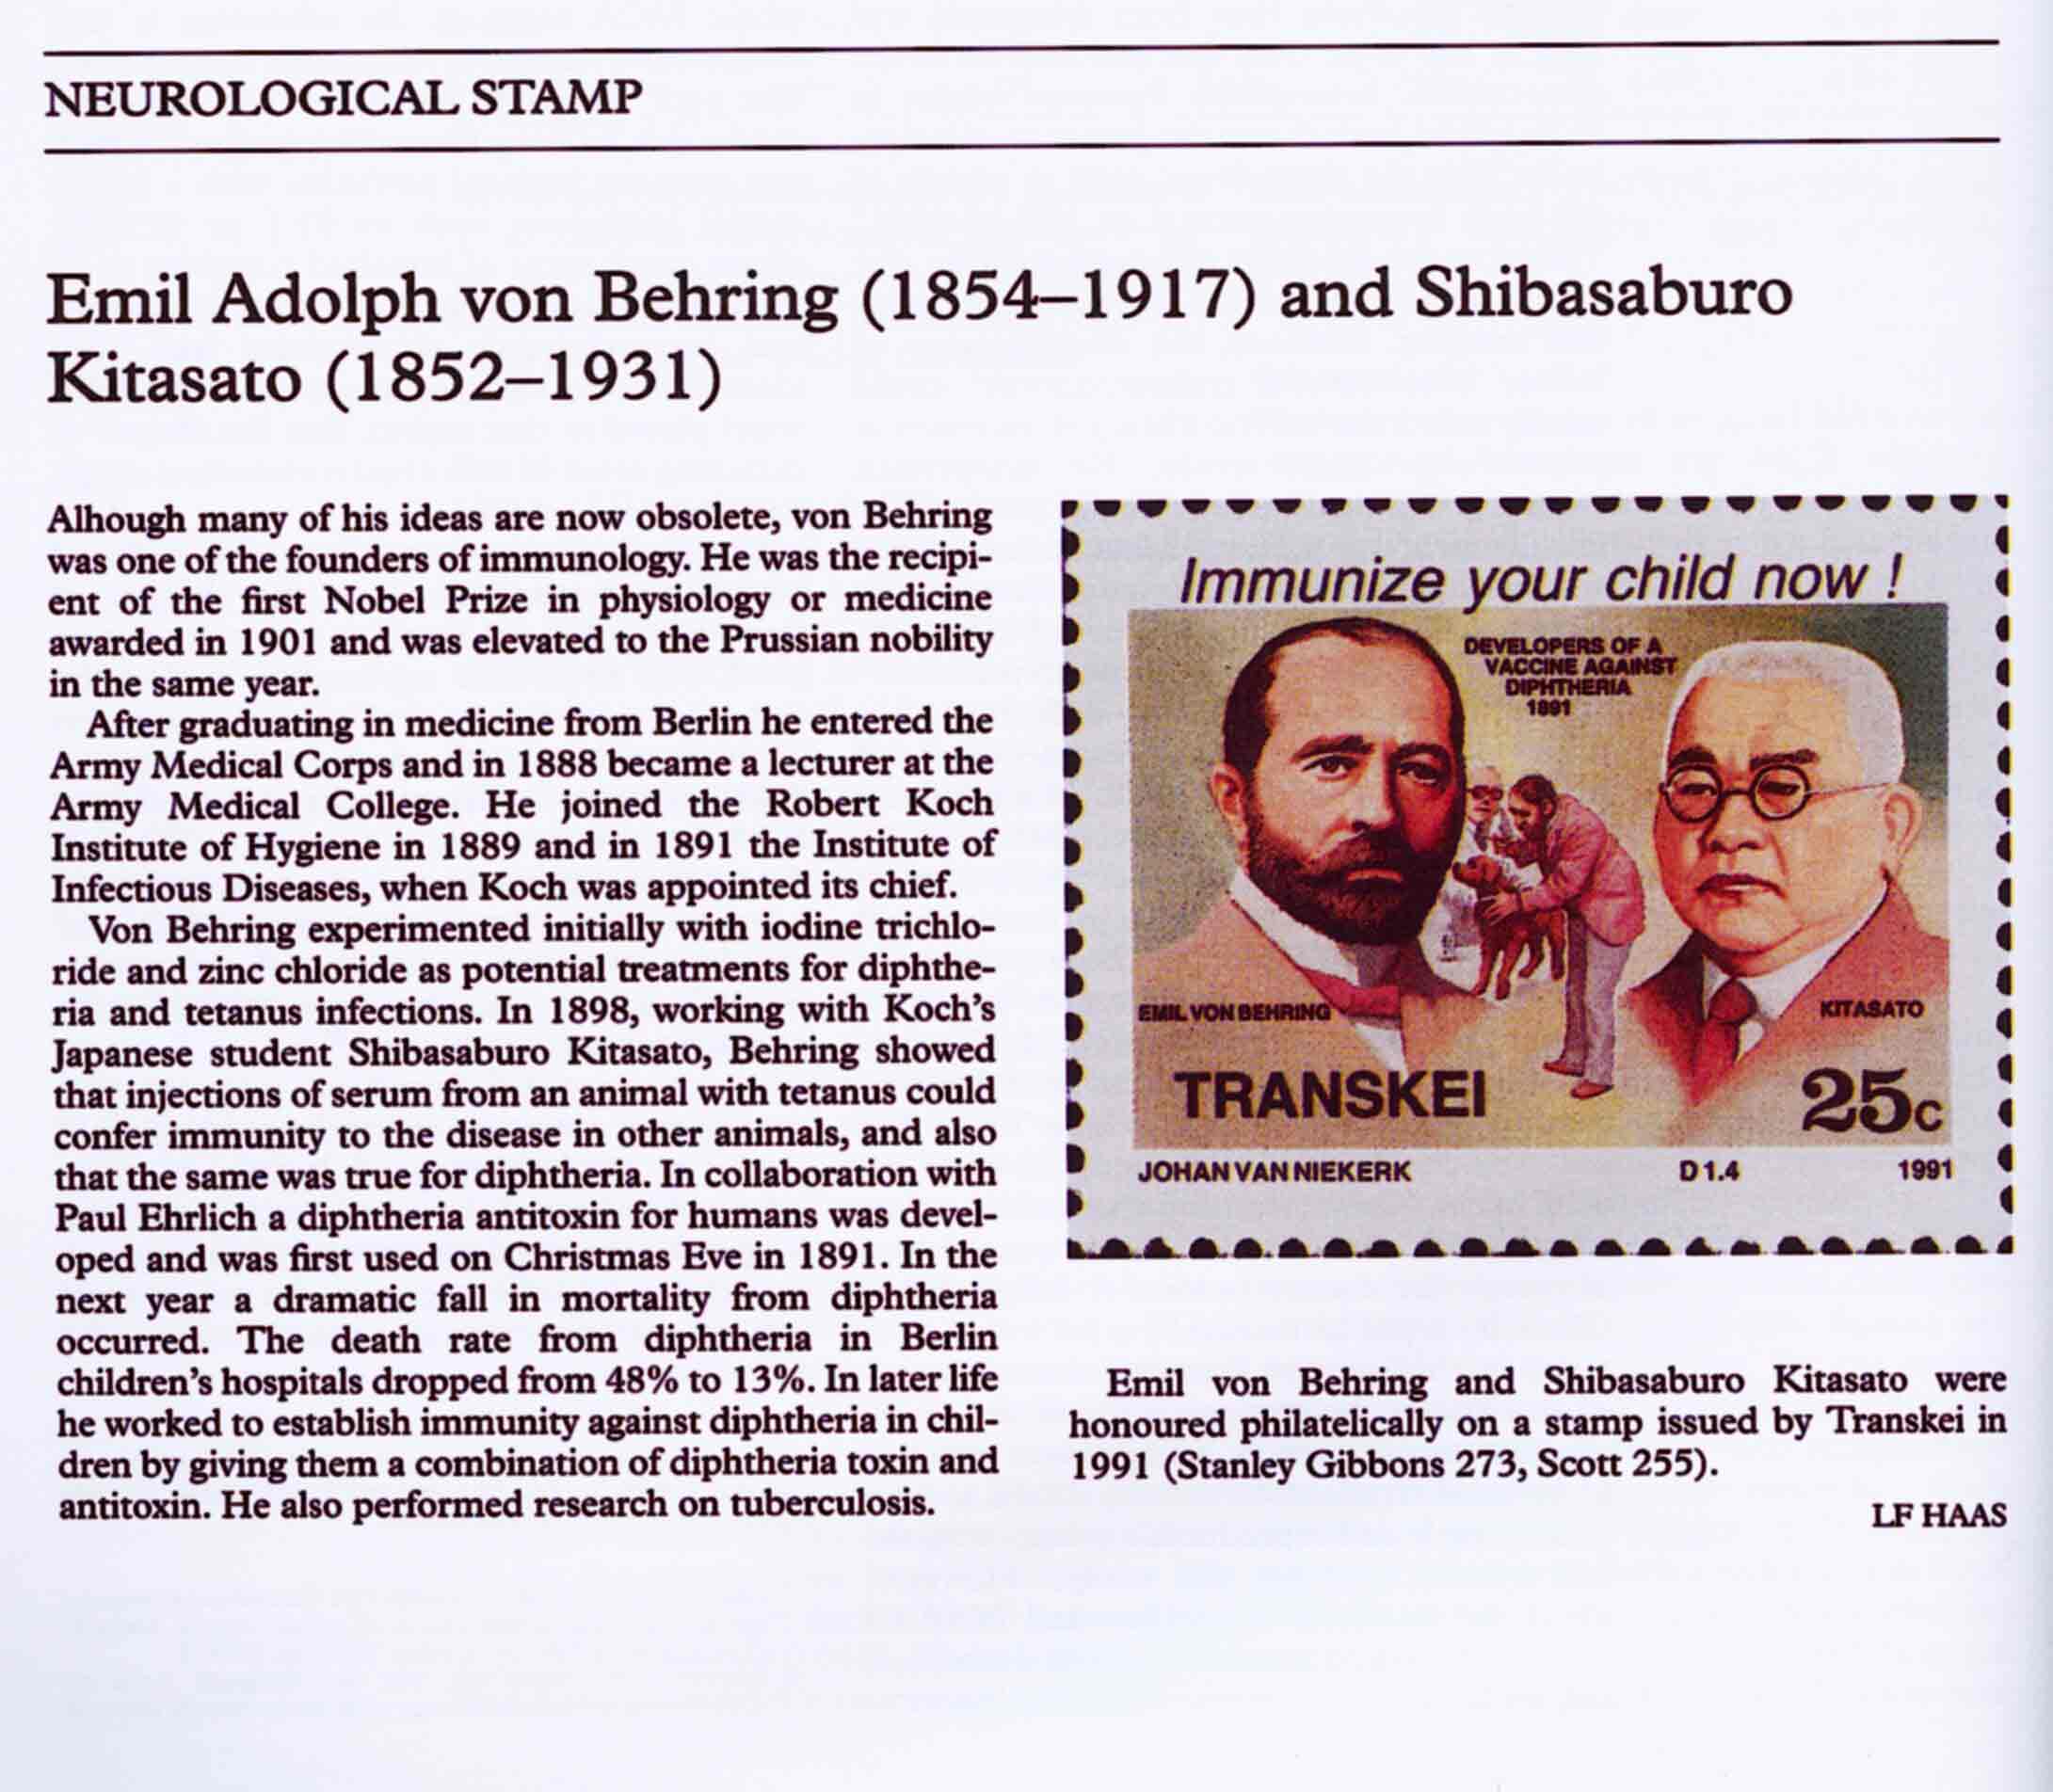 NEUROLOGICAL STAMP
Emil Adolph von Behring (1854–1917) and Shibasaburo
Kitasato (1852–1931)
Alhough many of his ideas are now obsolete, von Behring
was one of the founders of immunology. He was the recipi-
ent of the first Nobel Prize in physiology or medicine
awarded in 1901 and was elevated to the Prussian nobility
in the same year.
After graduating in medicine from Berlin he entered the
Army Medical Corps and in 1888 became a lecturer at the
Army Medical College. He joined the Robert Koch
Institute of Hygiene in 1889 and in 1891 the Institute of
Infectious Diseases, when Koch was appointed its chief.
Von Behring experimented initially with iodine trichlo-
ride and zinc chloride as potential treatments for diphthe-
ria and tetanus infections. In 1898, working with Koch's
Japanese student Shibasaburo Kitasato, Behring showed
that injections of serum from an animal with tetanus could
confer immunity to the disease in other animals, and also
that the same was true for diphtheria. In collaboration with
Paul Ehrlich a diphtheria antitoxin for humans was devel-
oped and was first used on Christmas Eve in 1891. In the
next year a dramatic fall in mortality from diphtheria
occurred. The death rate from diphtheria in Berlin
children's hospitals dropped from 48% to 13%. In later life
he worked to establish immunity against diphtheria in chil-
dren by giving them a combination of diphtheria toxin and
antitoxin. He also performed research on tuberculosis.
Immunize your child now !
DEVELOPERS OF A
VACCINE AGAINST
DIPHTHERIA
1891
EMIL VON BEHRING
KITASATO
TRANSKEI
25c
JOHAN VAN NIEKERK D 1.4 1991
Emil von Behring and Shibasaburo Kitasato were
honoured philatelically on a stamp issued by Transkei in
1991 (Stanley Gibbons 273, Scott 255).
LF HAAS